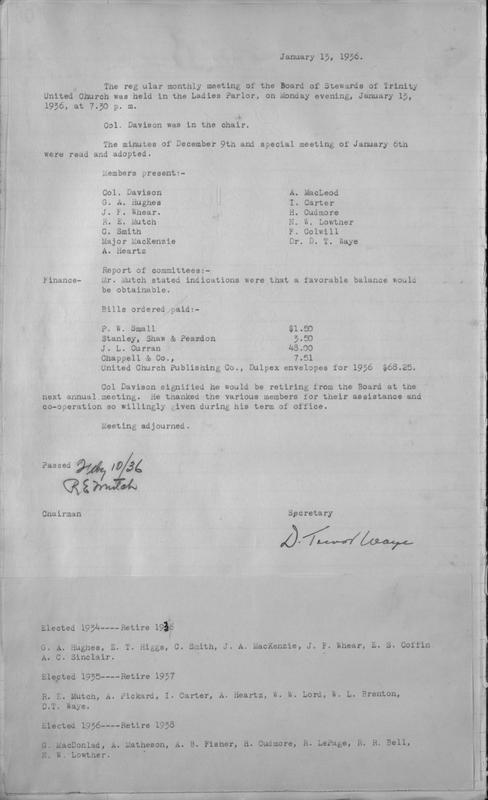 January 13, 1936.
The reg ular monthly meeting of the Board of Stewards of Trinity
United Church was held in the Ladies Parlor, on Monday evening, January 13,
1936, at 7.30 p. m.
Col. Davison was in the chair.
The minutes of December 9th and special meeting of January 6th
were read and adopted.
Members present:-
Col. Davison A. MacLeod
G. A. Hughes I. Carter
J. F. Whear. H. Cudmore
R. E. Mutch N. W. Lowther
C. Smith F. Colwill
Major MacKenzie Dr. D. T. Waye
A. Heartz
Report of committees:-
Finance- Mr. Mutch stated indications were that a favorable balance would
be obtainable.
Bills ordered paid:-
P. W. Small $1.50
Stanley, Shaw & Peardon 3.50
J. L. Curran 48.00
Chappell & Co., 7.51
United Church Publishing Co., Dulpex envelopes for 1936 $68.25.
Col Davison signified he would be retiring from the Board at the
next annual meeting. He thanked the various members for their assistance and
co-operation so willingly given during his term of office.
Meeting adjourned.
Passed Feby 10/36
R E Mutch
Chairman Secretary
D. Trevor Waye
Elected 1934----Retire 1936
G. A. Hughes, E. T. Higgs, C. Smith, J. A. MacKenzie, J. F. Whear, E. S. Coffin
A. C. Sinclair.
Elected 1935----Retire 1937
R. E. Mutch, A. Pickard, I. Carter, A. Heartz, W. W. Lord, W. L. Brenton,
D.T. Waye.
Elected 1936----Retire 1938
G. MacDonlad, A. Matheson, A. B. Fisher, H. Cudmore, R. LePage, R. R. Bell,
N. W. Lowther.